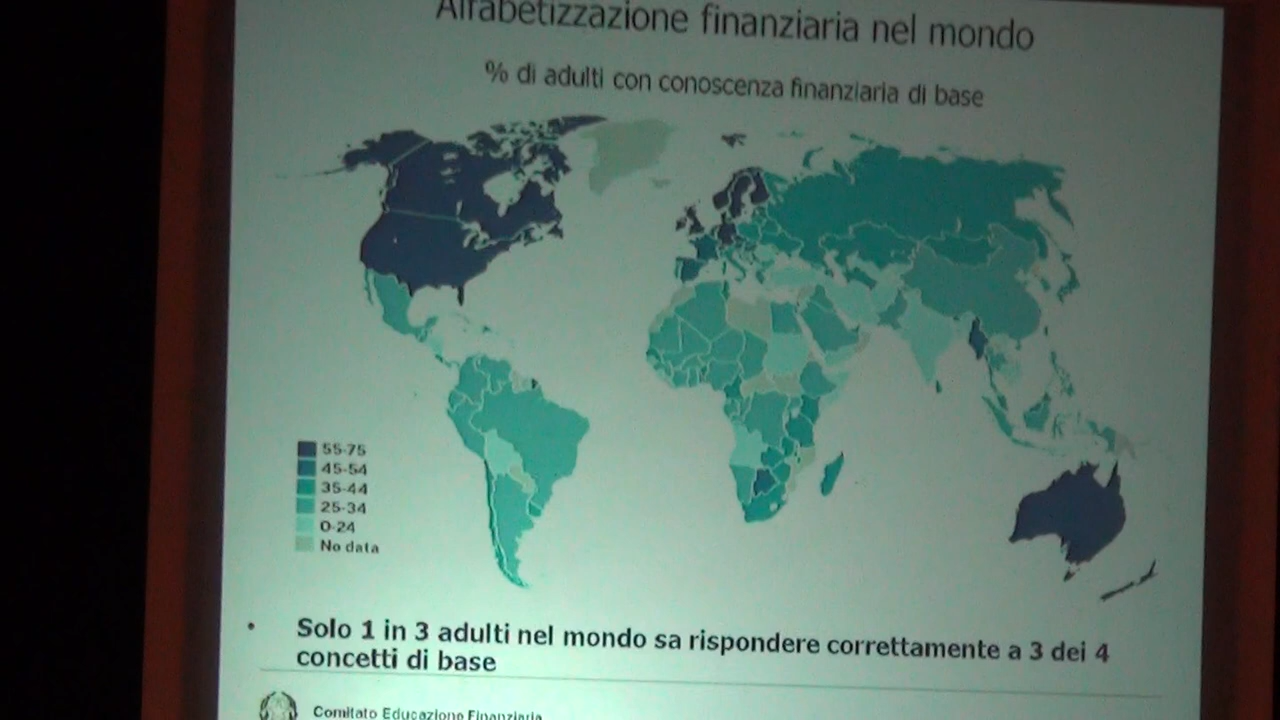 Alfabetizzazione finanziaria nel mondo
% di adulti con conoscenza finanziaria di base
55-75
45-54
35-44
25-34
0-24
No data
• Solo 1 in 3 adulti nel mondo sa rispondere correttamente a 3 dei 4
concetti di base
Comitato Educazione Finanziaria